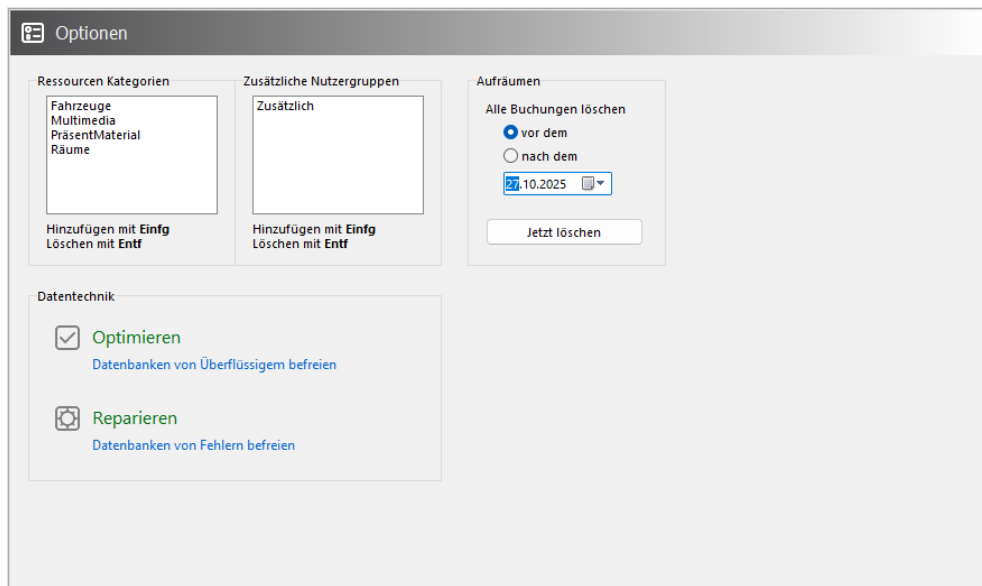 Optionen
Ressourcen Kategorien
Fahrzeuge
Multimedia
PräsentMaterial
Räume
Hinzufügen mit Einfg
Löschen mit Entf
Zusätzliche Nutzergruppen
Zusätzlich
Hinzufügen mit Einfg
Löschen mit Entf
Aufräumen
Alle Buchungen löschen
vor dem
nach dem
27.10.2025
Jetzt löschen
Datentechnik
Optimieren
Datenbanken von Überflüssigem befreien
Reparieren
Datenbanken von Fehlern befreien